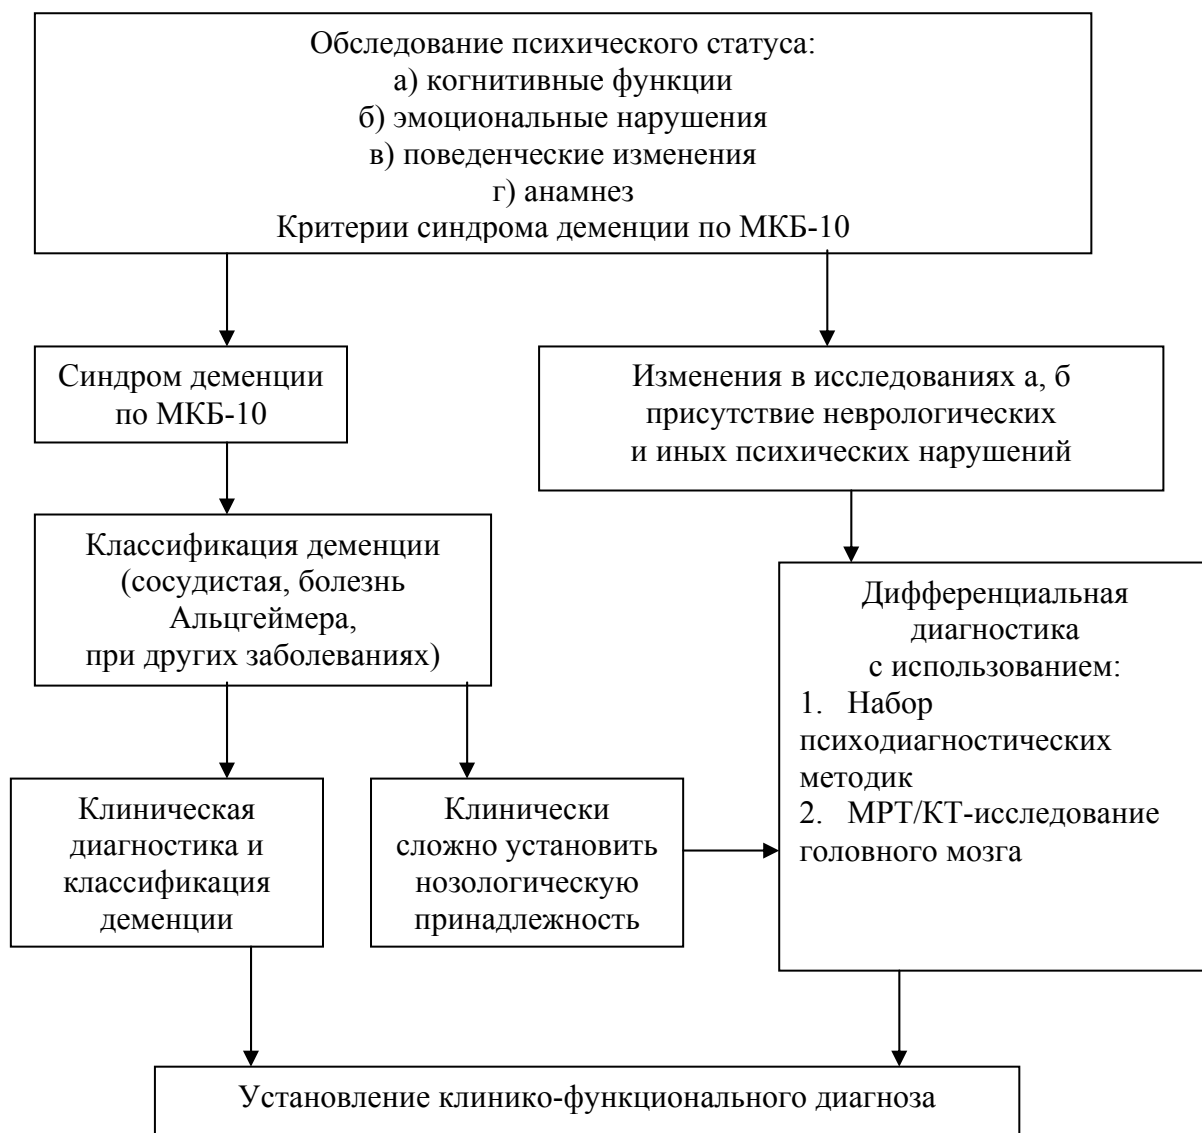 Обследование психического статуса:
а) когнитивные функции
б) эмоциональные нарушения
в) поведенческие изменения
г) анамнез
Критерии синдрома деменции по МКБ-10
Синдром деменции
по МКБ-10
Изменения в исследованиях а, б
присутствие неврологических
и иных психических нарушений
Классификация деменции
(сосудистая, болезнь
Альцгеймера,
при других заболеваниях)
Дифференциальная
диагностика
с использованием:
1. Набор
психодиагностических
методик
2. МРТ/КТ-исследование
головного мозга
Клиническая
диагностика и
классификация
деменции
Клинически
сложно установить
нозологическую
принадлежность
Установление клинико-функционального диагноза